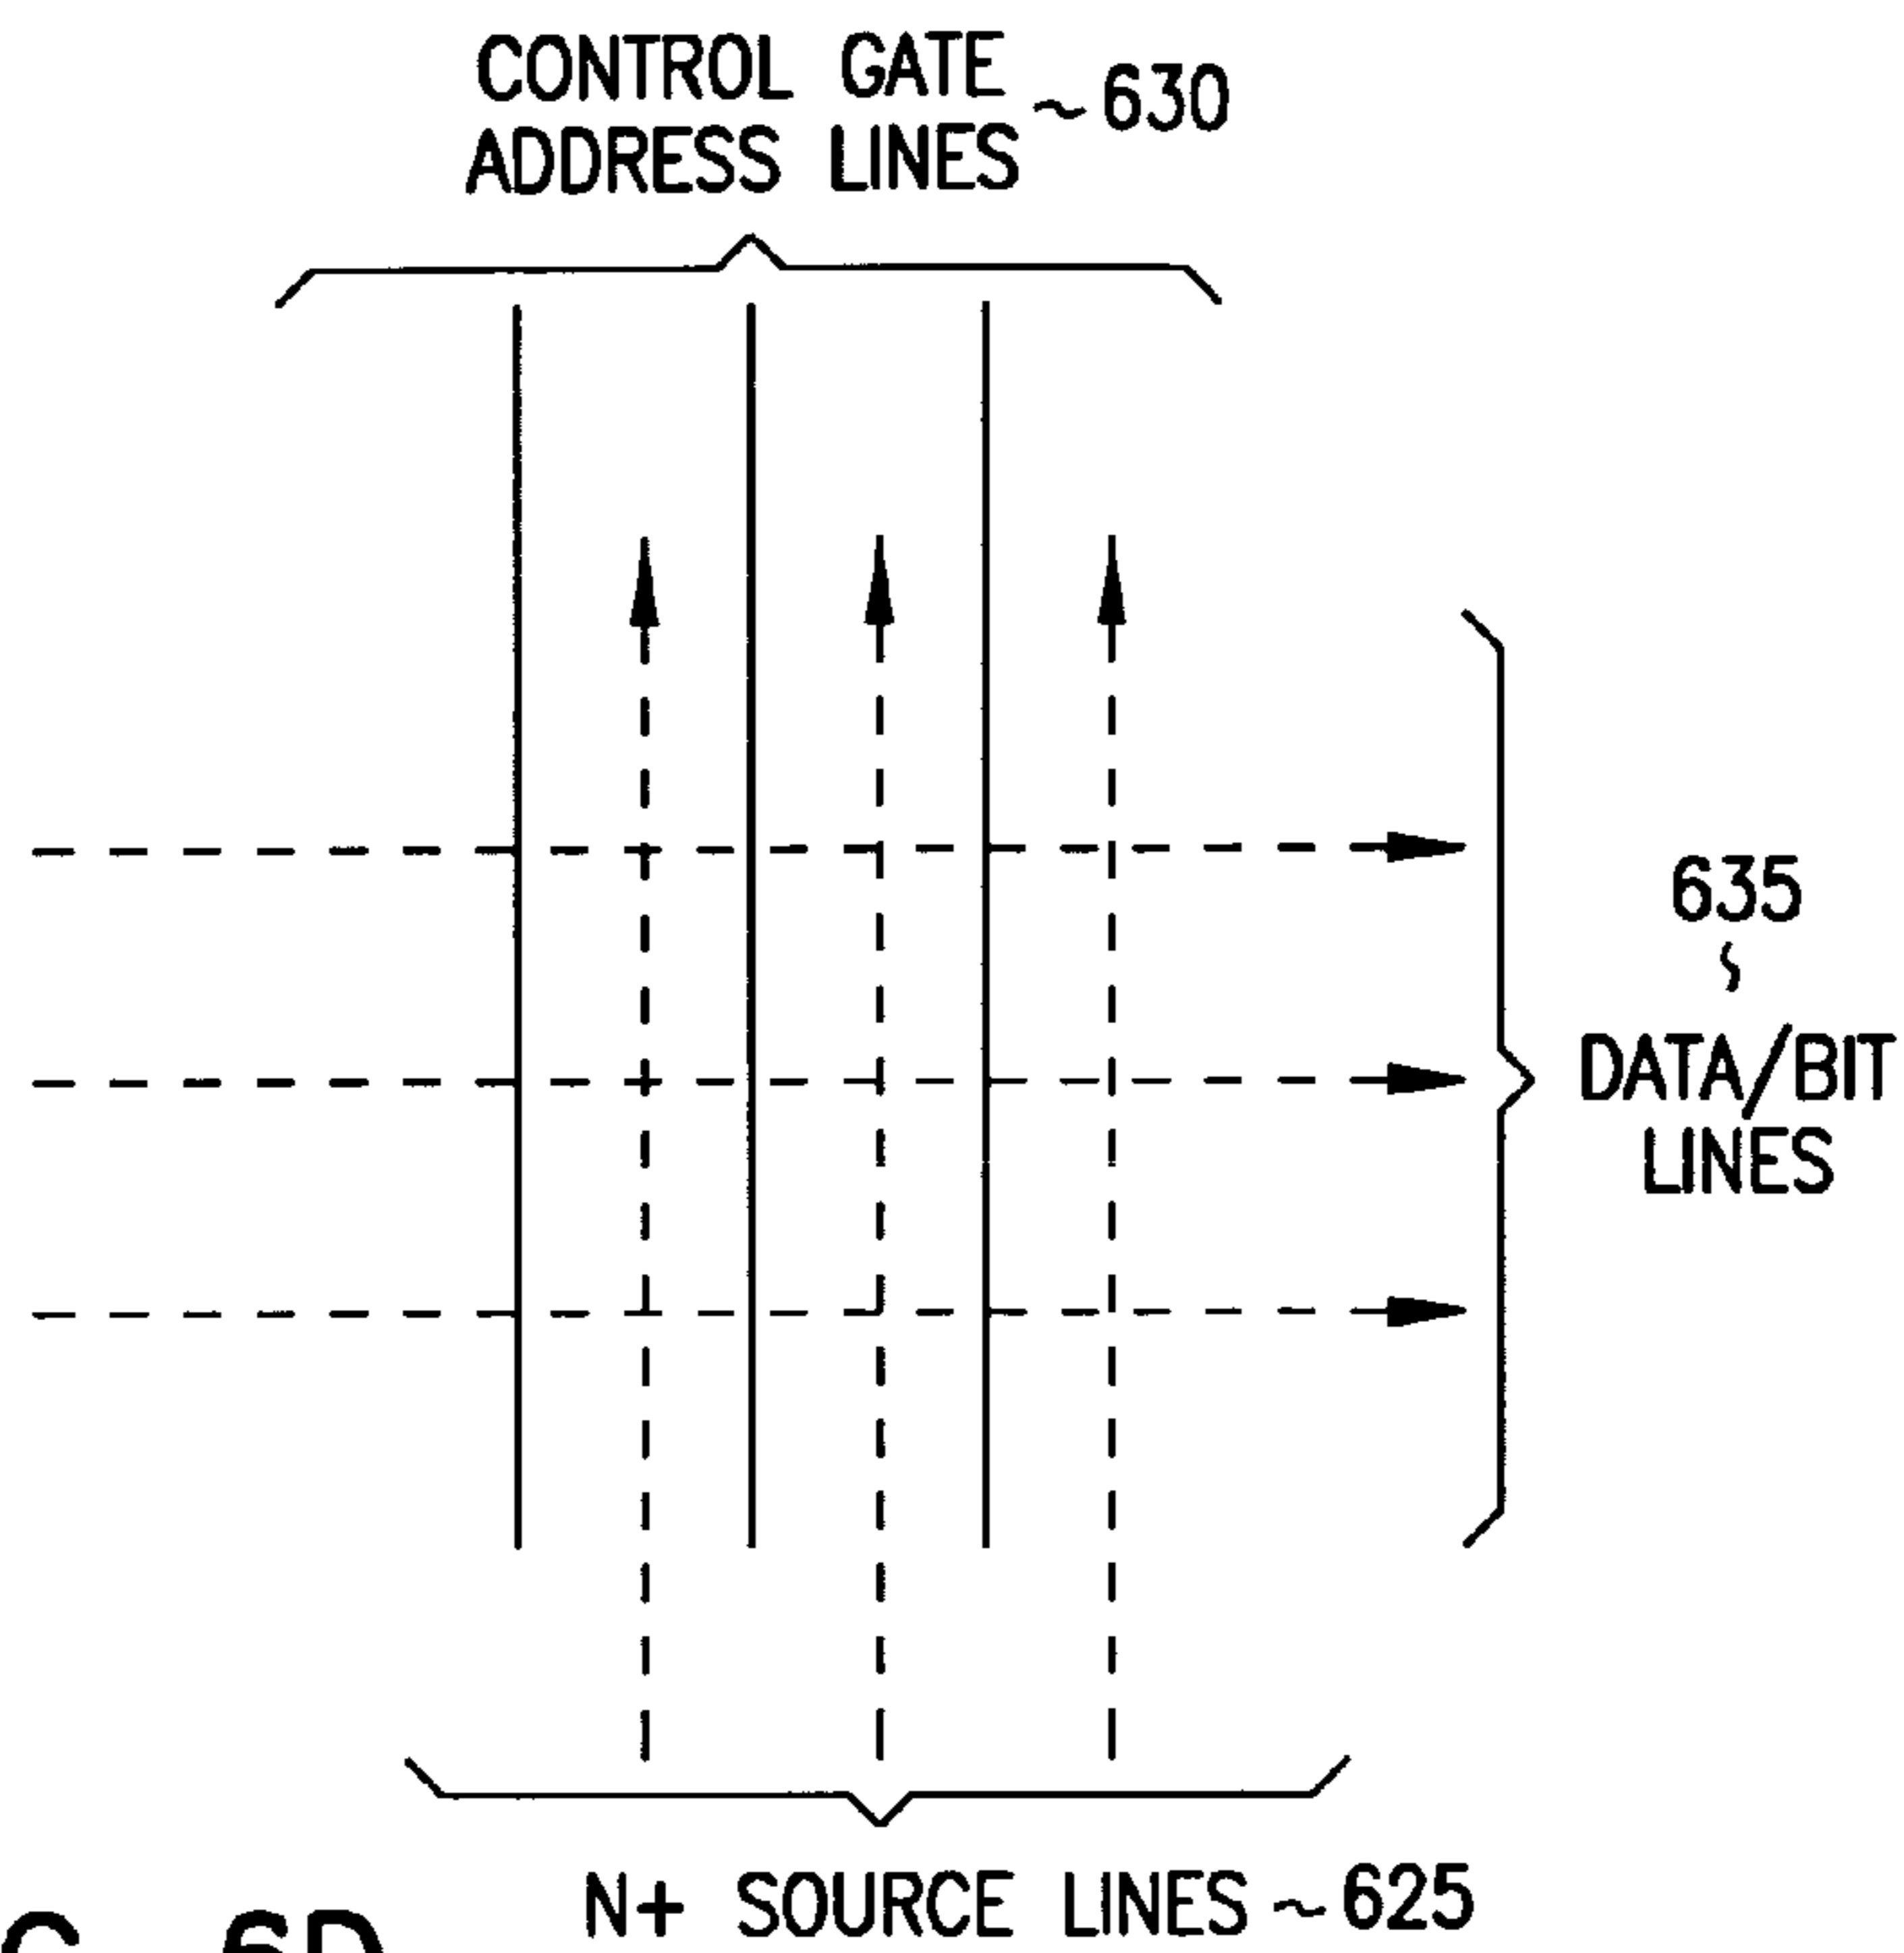 CONTROL GATE
ADDRESS LINES ~630
635
DATA/BIT
LINES
N+ SOURCE LINES ~625